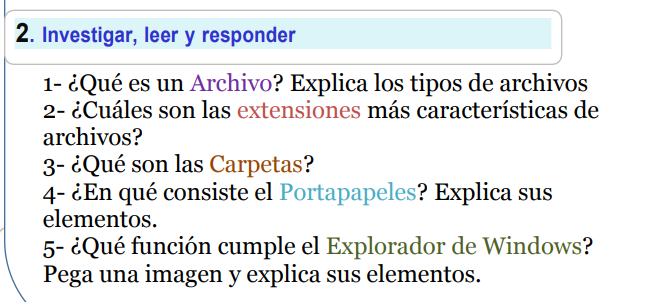 2. Investigar, leer y responder
1- ¿Qué es un Archivo? Explica los tipos de archivos
2- ¿Cuáles son las extensiones más características de
archivos?
3- ¿Qué son las Carpetas?
4- ¿En qué consiste el Portapapeles? Explica sus
elementos.
5- ¿Qué función cumple el Explorador de Windows?
Pega una imagen y explica sus elementos.